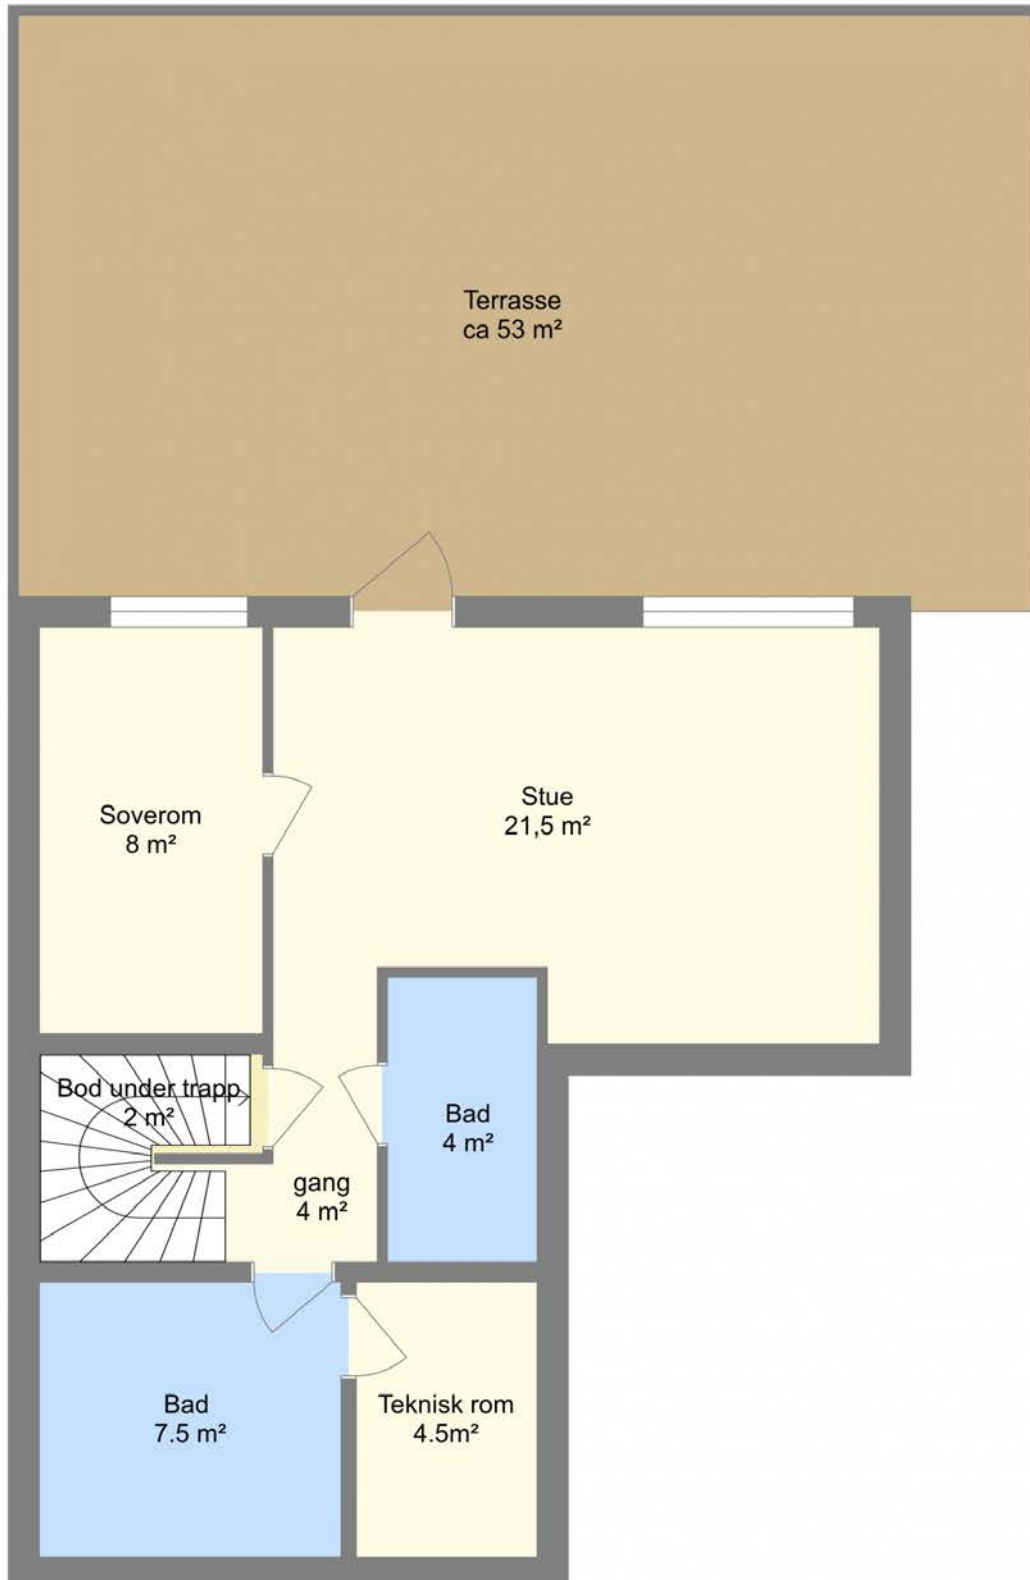 Terrasse
ca 53 m²
Soverom
8 m²
Stue
21,5 m²
Bod under trapp
2 m²
Bad
4 m²
gang
4 m²
Bad
7.5 m²
Teknisk rom
4.5m²